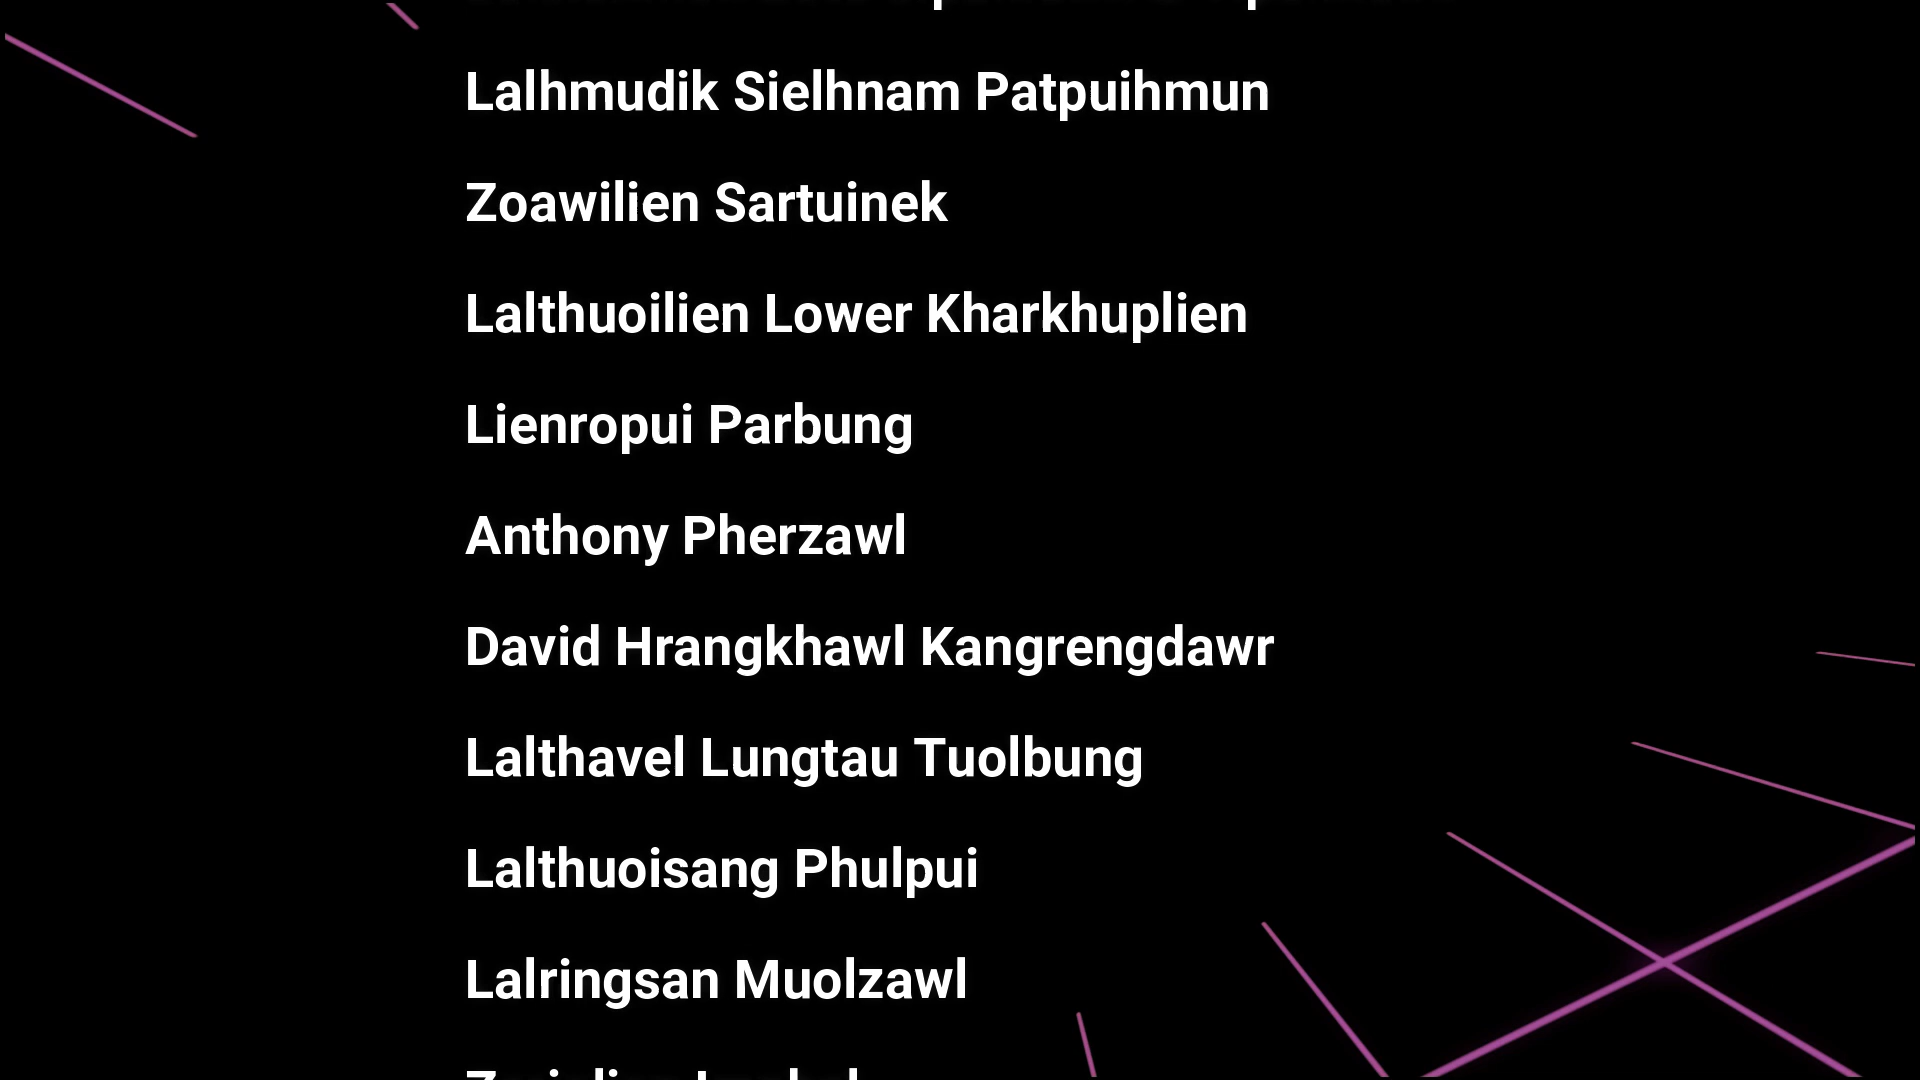 Lalhmudik Sielhnam Patpuihmun
Zoawilien Sartuinek
Lalthuoilien Lower Kharkhuplien
Lienropui Parbung
Anthony Pherzawl
David Hrangkhawl Kangrengdawr
Lalthavel Lungtau Tuolbung
Lalthuoisang Phulpui
Lalringsan Muolzawl